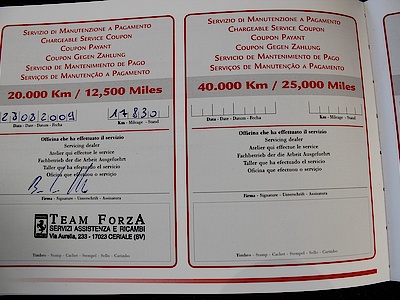 SERVIZIO DI MANUTENZIONE A PAGAMENTO
CHARGEABLE SERVICE COUPON
COUPON PAYANT
COUPON GEGEN ZAHLUNG
SERVICIO DE MANTENIMIENTO DE PAGO
SERVIÇOS DE MANUTENÇÃO A PAGAMENTO
20.000 Km / 12,500 Miles
23082009 17830
Data - Date - Datum - Fecha Km - Mileage - Stand
Officina che ha effettuato il servizio
Servicing dealer
Atelier qui effectue le service
Fachbetrieb der die Arbeit Ausgefuehrt
Taller que ha efectuado el servicio
Oficina que efectuou o serviço
Firma - Signature - Unterschrift - Assinatura
TEAM FORZA
SERVIZI ASSISTENZA E RICAMBI
Via Aurelia, 233 - 17023 CERIALE (SV)
Timbro - Stamp - Cachet - Stempel - Sello - Carimbo
SERVIZIO DI MANUTENZIONE A PAGAMENTO
CHARGEABLE SERVICE COUPON
COUPON PAYANT
COUPON GEGEN ZAHLUNG
SERVICIO DE MANTENIMIENTO DE PAGO
SERVIÇOS DE MANUTENÇÃO A PAGAMENTO
40.000 Km / 25,000 Miles
Data - Date - Datum - Fecha Km - Mileage - Stand
Officina che ha effettuato il servizio
Servicing dealer
Atelier qui effectue le service
Fachbetrieb der die Arbeit Ausgefuehrt
Taller que ha efectuado el servicio
Oficina que efectuou o serviço
Firma - Signature - Unterschrift - Assinatura
Timbro - Stamp - Cachet - Stempel - Sello - Carimbo